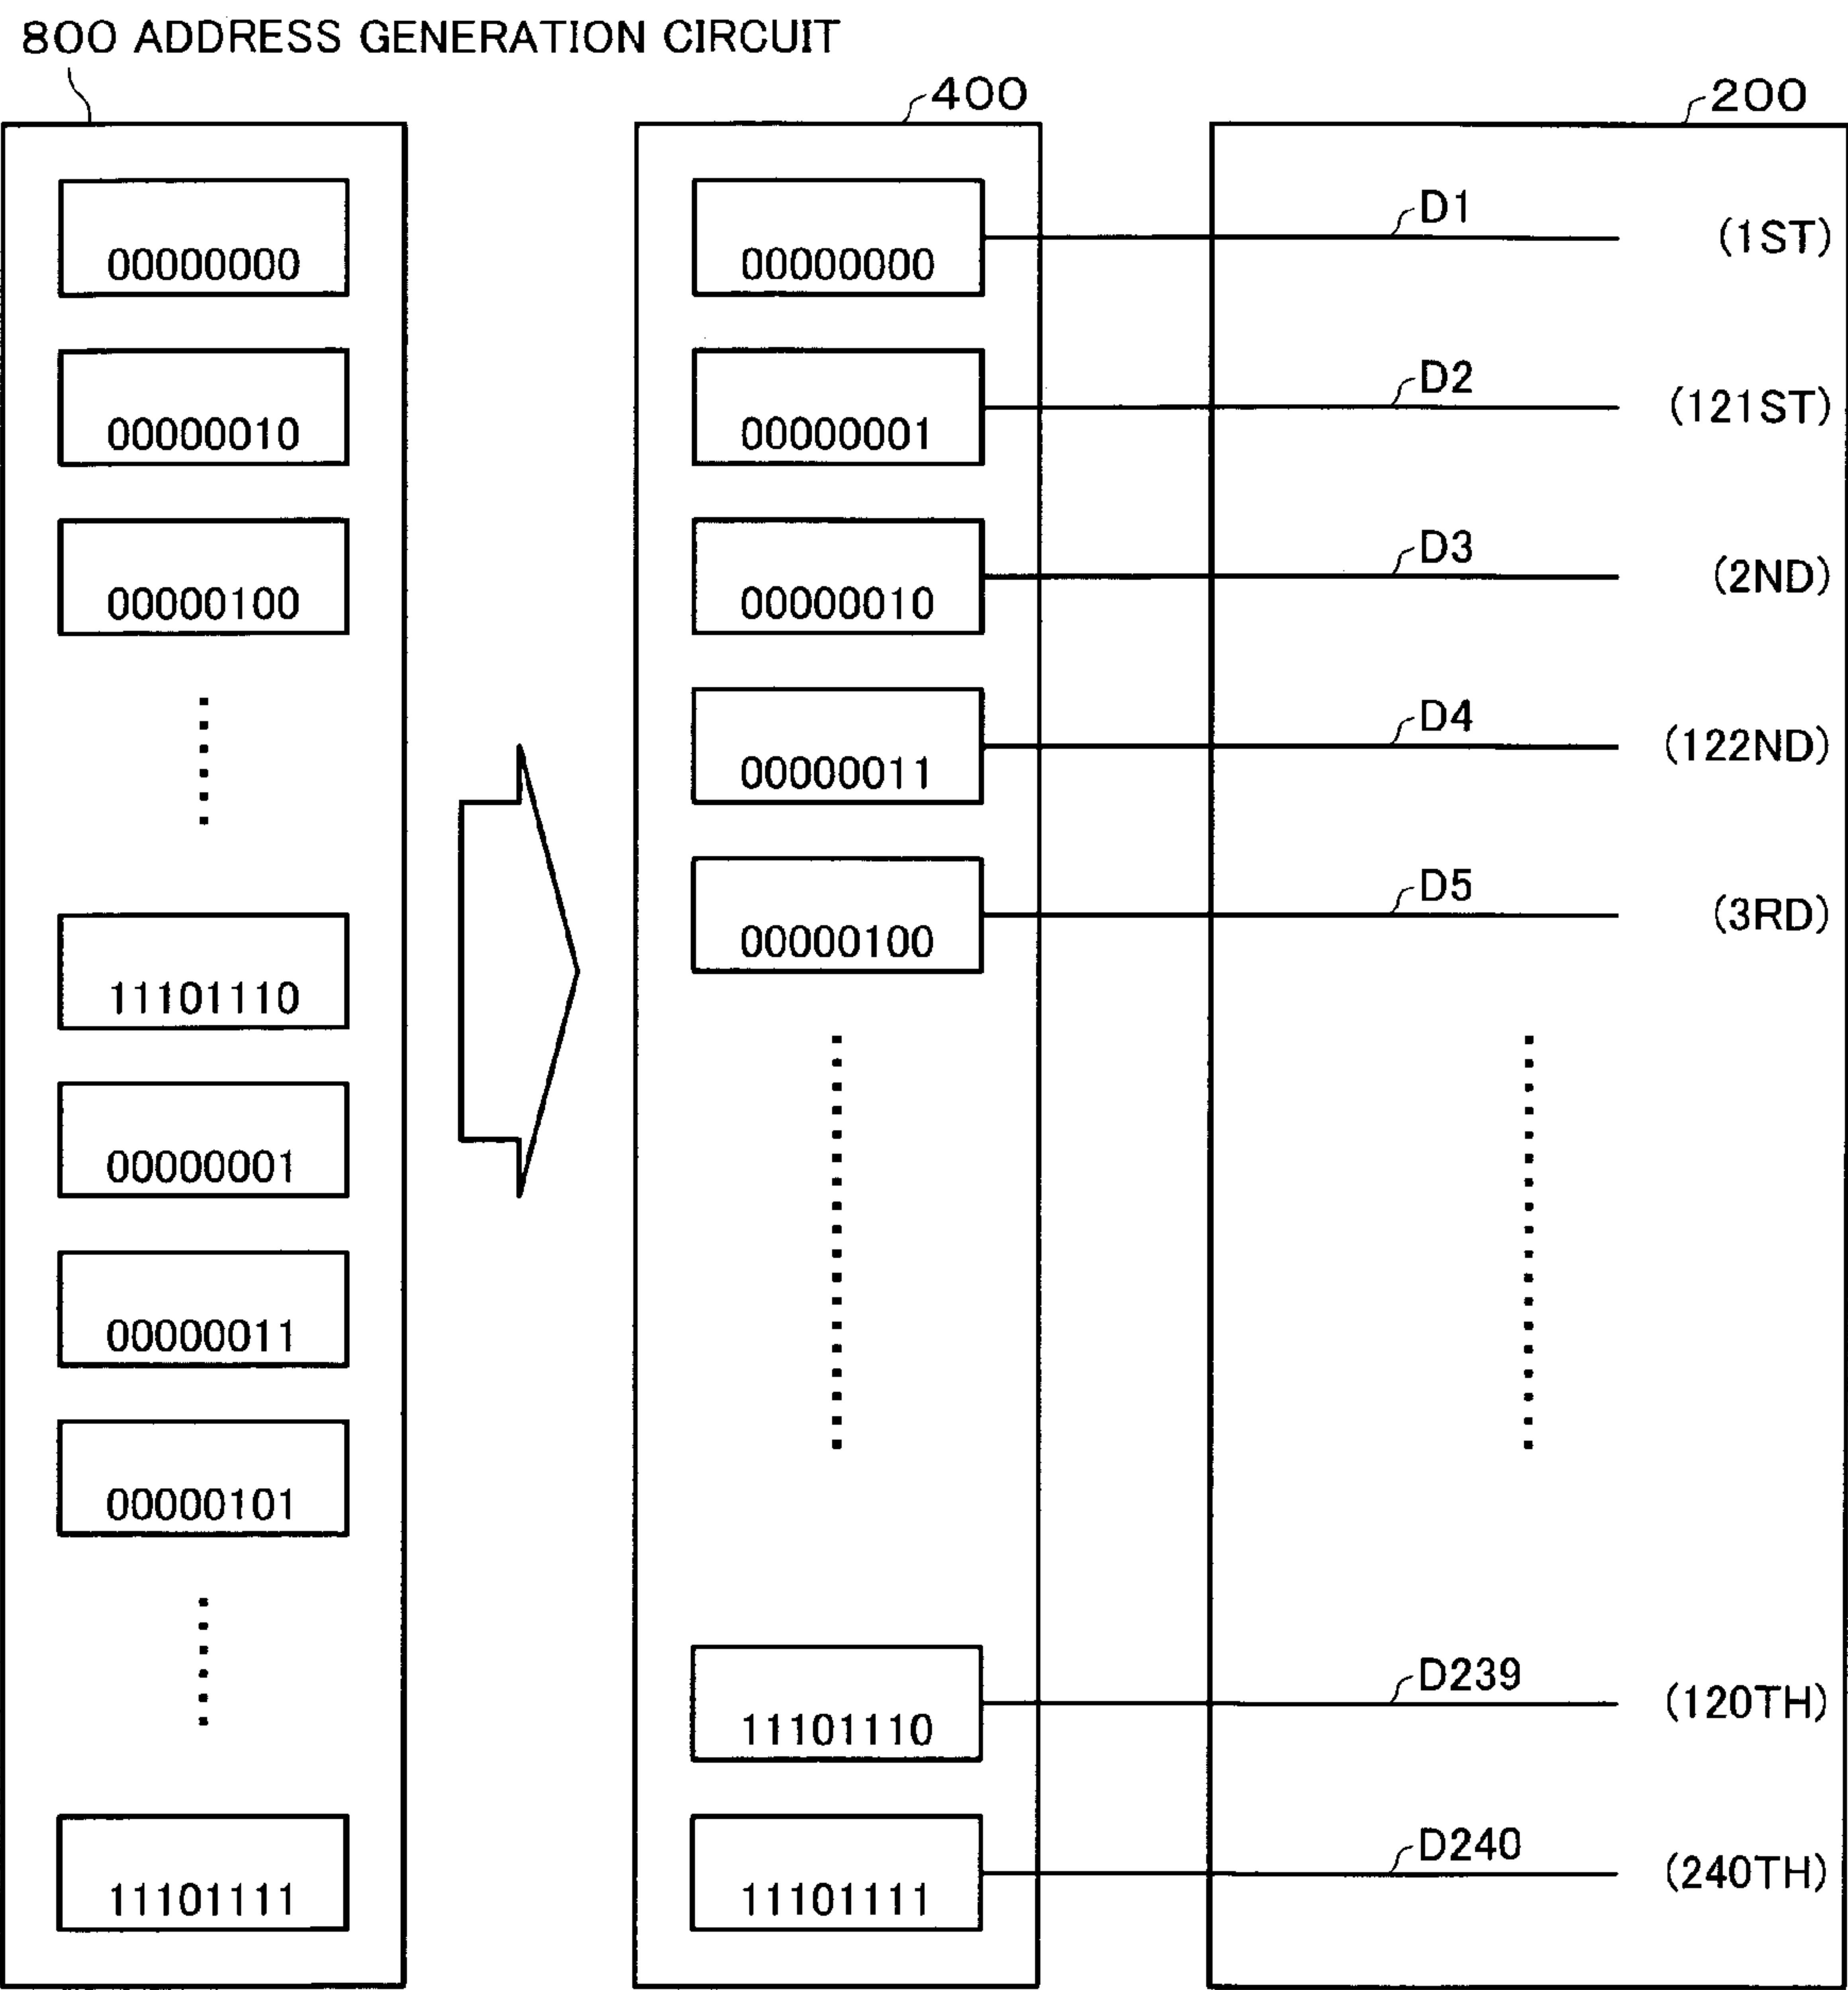 800 ADDRESS GENERATION CIRCUIT
400
200
00000000
00000010
00000100
11101110
00000001
00000011
00000101
11101111
00000000
00000001
00000010
00000011
00000100
11101110
11101111
D1
(1ST)
D2
(121ST)
D3
(2ND)
D4
(122ND)
D5
(3RD)
D239
(120TH)
D240
(240TH)